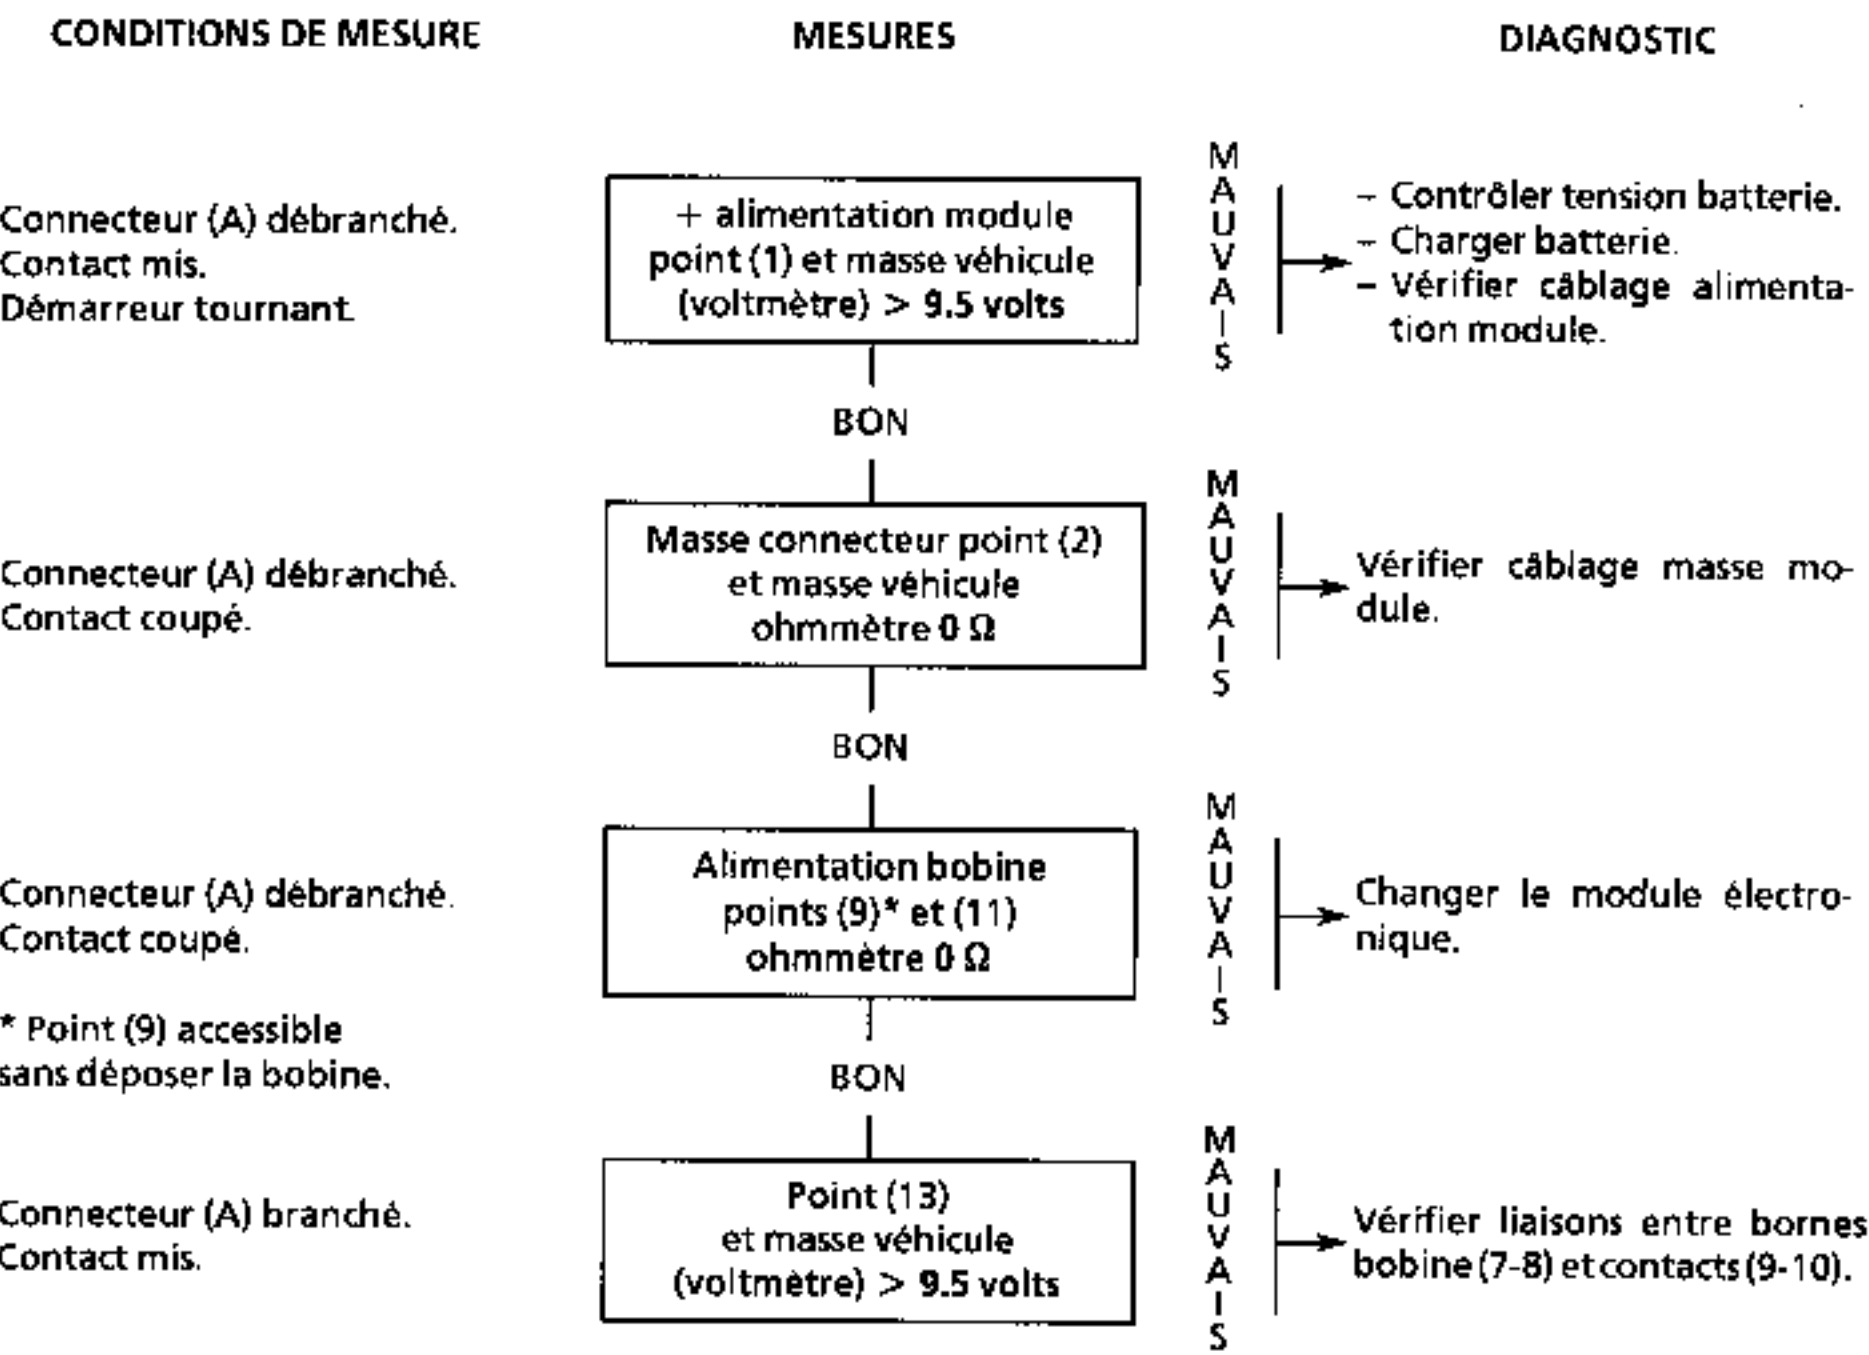 CONDITIONS DE MESURE
MESURES
DIAGNOSTIC
Connecteur (A) débranché.
Contact mis.
Démarreur tournant.
+ alimentation module
point (1) et masse véhicule
(voltmètre) > 9.5 volts
MAUVAIS
– Contrôler tension batterie.
– Charger batterie.
– Vérifier câblage alimenta-
tion module.
BON
Connecteur (A) débranché.
Contact coupé.
Masse connecteur point (2)
et masse véhicule
ohmmètre 0 Ω
MAUVAIS
Vérifier câblage masse mo-
dule.
BON
Connecteur (A) débranché.
Contact coupé.
* Point (9) accessible
sans déposer la bobine.
Alimentation bobine
points (9)* et (11)
ohmmètre 0 Ω
MAUVAIS
Changer le module électro-
nique.
BON
Connecteur (A) branché.
Contact mis.
Point (13)
et masse véhicule
(voltmètre) > 9.5 volts
MAUVAIS
Vérifier liaisons entre bornes
bobine (7-8) et contacts (9-10).